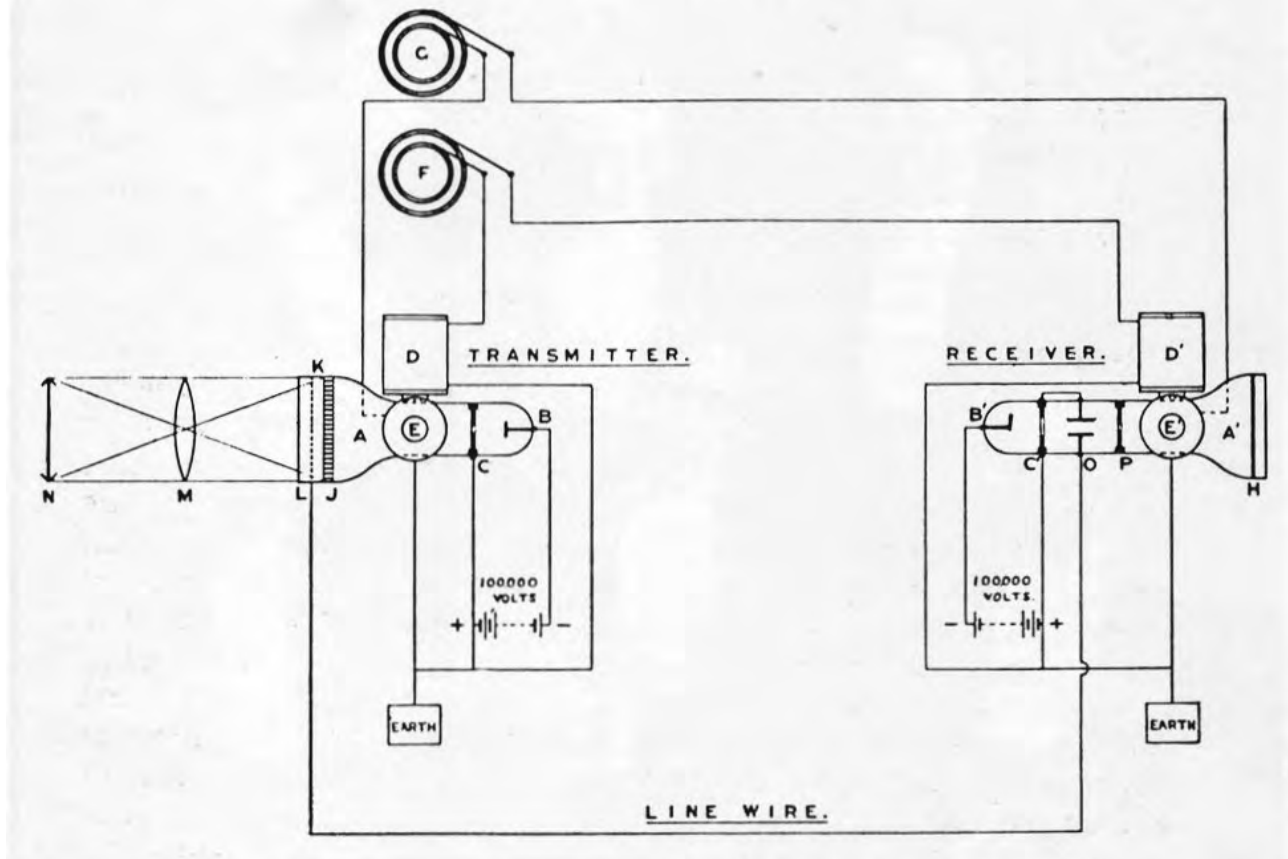 G
F
D
TRANSMITTER.
RECEIVER.
D'
K
A
E
B
C
N
M
L
J
B'
C'
O
P
E'
A'
H
100,000
VOLTS
+
-
100,000
VOLTS.
-
+
EARTH
EARTH
LINE WIRE.